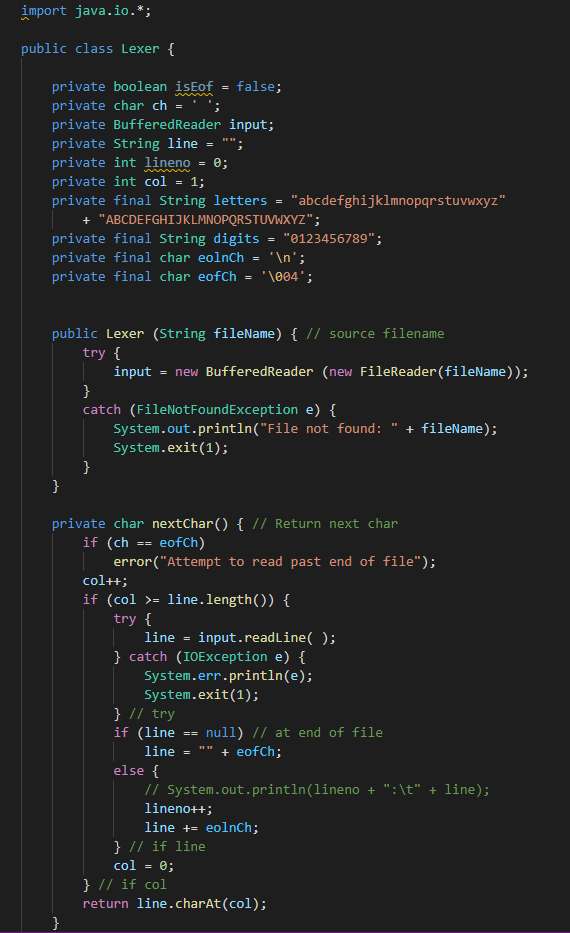 import java.io.*;

public class Lexer {

    private boolean isEof = false;
    private char ch = ' ';
    private BufferedReader input;
    private String line = "";
    private int lineno = 0;
    private int col = 1;
    private final String letters = "abcdefghijklmnopqrstuvwxyz"
        + "ABCDEFGHIJKLMNOPQRSTUVWXYZ";
    private final String digits = "0123456789";
    private final char eolnCh = '\n';
    private final char eofCh = '\004';


    public Lexer (String fileName) { // source filename
        try {
            input = new BufferedReader (new FileReader(fileName));
        }
        catch (FileNotFoundException e) {
            System.out.println("File not found: " + fileName);
            System.exit(1);
        }
    }

    private char nextChar() { // Return next char
        if (ch == eofCh)
            error("Attempt to read past end of file");
        col++;
        if (col >= line.length()) {
            try {
                line = input.readLine( );
            } catch (IOException e) {
                System.err.println(e);
                System.exit(1);
            } // try
            if (line == null) // at end of file
                line = "" + eofCh;
            else {
                // System.out.println(lineno + ":\t" + line);
                lineno++;
                line += eolnCh;
            } // if line
            col = 0;
        } // if col
        return line.charAt(col);
    }